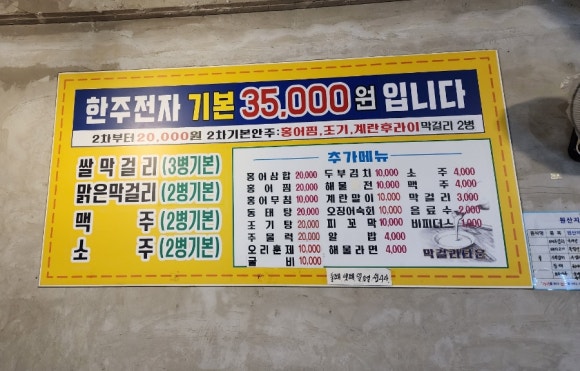 한주전자 기본 35,000원 입니다
2차부터 20,000원 2차기본안주:홍어찜,조기,계란후라이 막걸리 2병
쌀막걸리(3병기본)
맑은막걸리(2병기본)
맥주(2병기본)
소주(2병기본)
추가메뉴
홍어삼합 20,000
홍어찜 20,000
홍어무침 10,000
동태탕 20,000
조기탕 20,000
주물럭 20,000
오리훈제 10,000
굴비 10,000
두부김치 10,000
해물전 10,000
계란말이 10,000
오징어숙회 10,000
피꼬막 10,000
알밥 4,000
해물라면 4,000
소주 4,000
맥주 4,000
막걸리 3,000
음료수 2,000
비피더스 1,000
막걸리타운